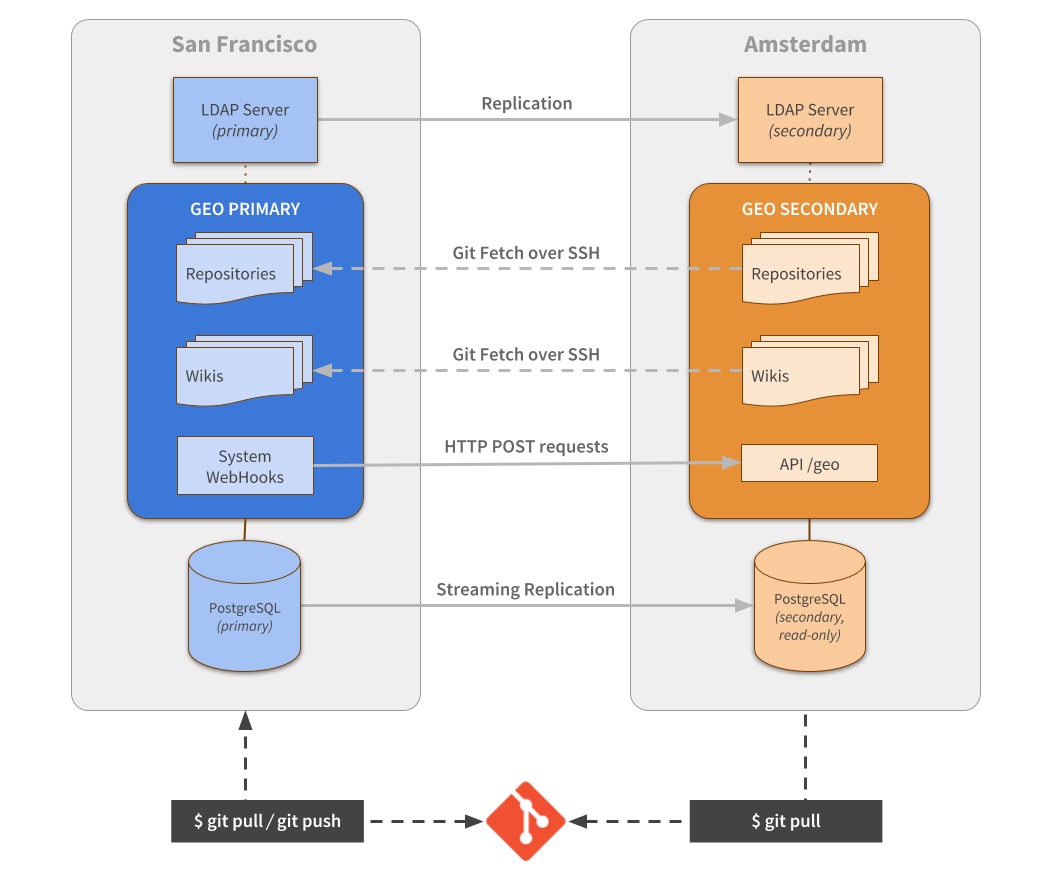 San Francisco
Amsterdam
LDAP Server
(primary)
Replication
LDAP Server
(secondary)
GEO PRIMARY
GEO SECONDARY
Repositories
Git Fetch over SSH
Repositories
Wikis
Git Fetch over SSH
Wikis
System
WebHooks
HTTP POST requests
API /geo
PostgreSQL
(primary)
Streaming Replication
PostgreSQL
(secondary,
read-only)
$ git pull / git push
$ git pull